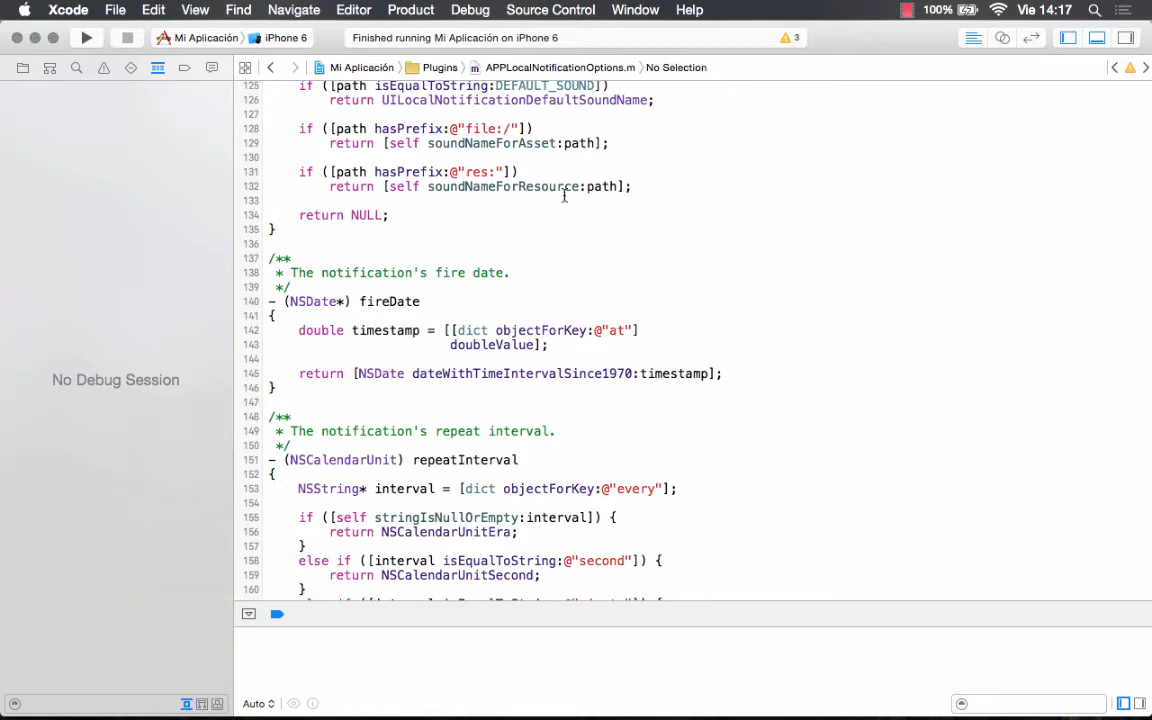 Xcode File Edit View Find Navigate Editor Product Debug Source Control Window Help 100% Vie 14:17
Mi Aplicación iPhone 6 Finished running Mi Aplicación on iPhone 6 3
Mi Aplicación Plugins APPLocalNotificationOptions.m No Selection
125 if ([path isEqualToString:DEFAULT_SOUND])
126 return UILocalNotificationDefaultSoundName;
127
128 if ([path hasPrefix:@"file:/"])
129 return [self soundNameForAsset:path];
130
131 if ([path hasPrefix:@"res:"])
132 return [self soundNameForResource:path];
133
134 return NULL;
135 }
136
137 /**
138 * The notification's fire date.
139 */
140 - (NSDate*) fireDate
141 {
142 double timestamp = [[dict objectForKey:@"at"]
143 doubleValue];
144
145 return [NSDate dateWithTimeIntervalSince1970:timestamp];
146 }
147
148 /**
149 * The notification's repeat interval.
150 */
151 - (NSCalendarUnit) repeatInterval
152 {
153 NSString* interval = [dict objectForKey:@"every"];
154
155 if ([self stringIsNullOrEmpty:interval]) {
156 return NSCalendarUnitEra;
157 }
158 else if ([interval isEqualToString:@"second"]) {
159 return NSCalendarUnitSecond;
160 }
No Debug Session
Auto